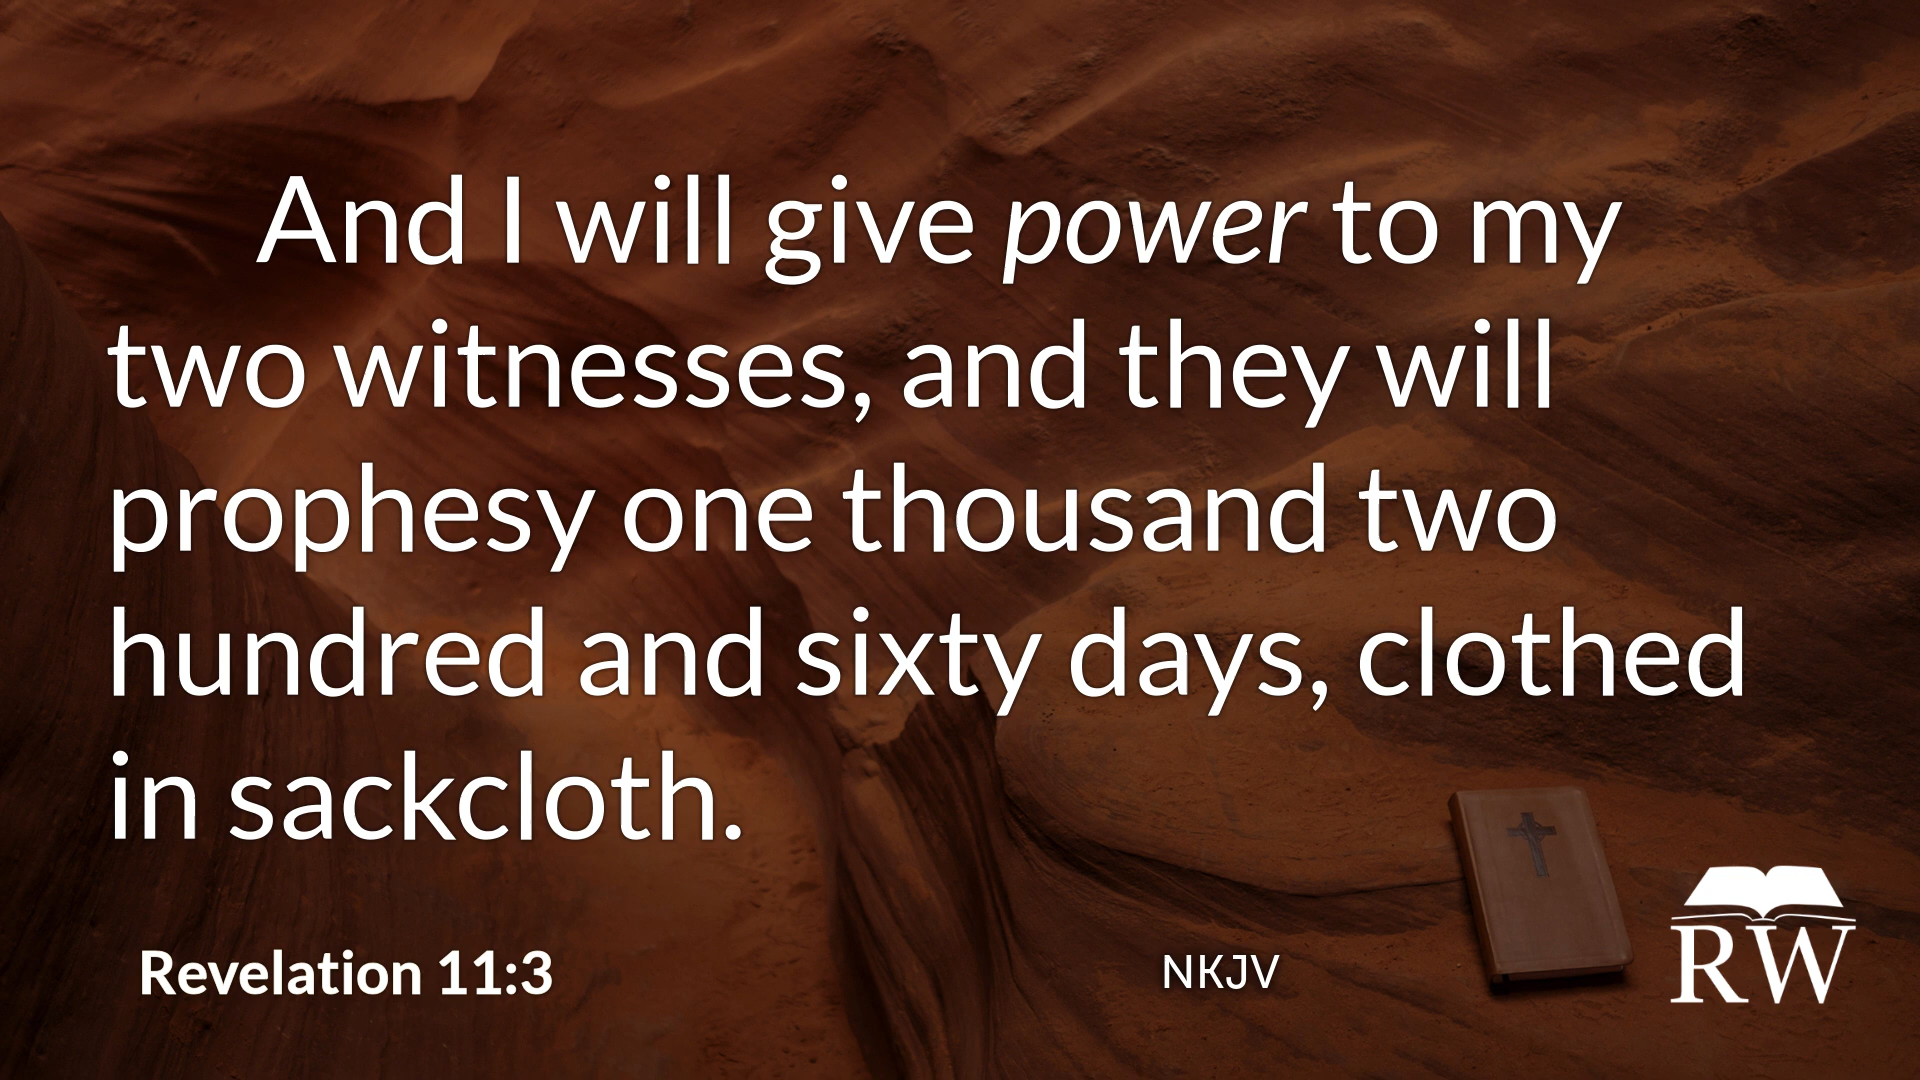 And I will give power to my
two witnesses, and they will
prophesy one thousand two
hundred and sixty days, clothed
in sackcloth.
Revelation 11:3
NKJV
RW